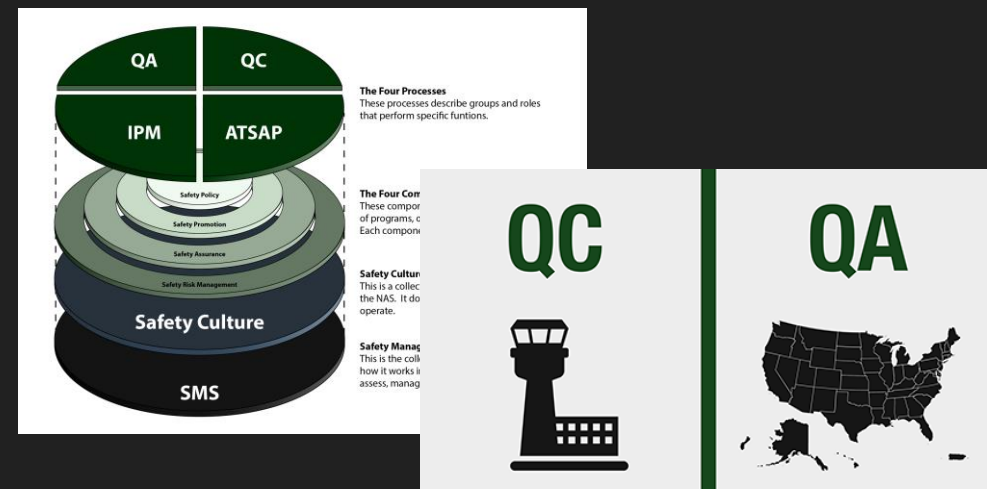 QA
QC
IPM
ATSAP
The Four Processes
These processes describe groups and roles
that perform specific funtions.
Safety Policy
Safety Promotion
Safety Assurance
Safety Risk Management
Safety Culture
SMS
The Four Com
These compor
of programs,
Each compone
Safety Cultur
This is a collec
the NAS. It do
operate.
Safety Manag
This is the coll
how it works i
assess, manag
QC
QA